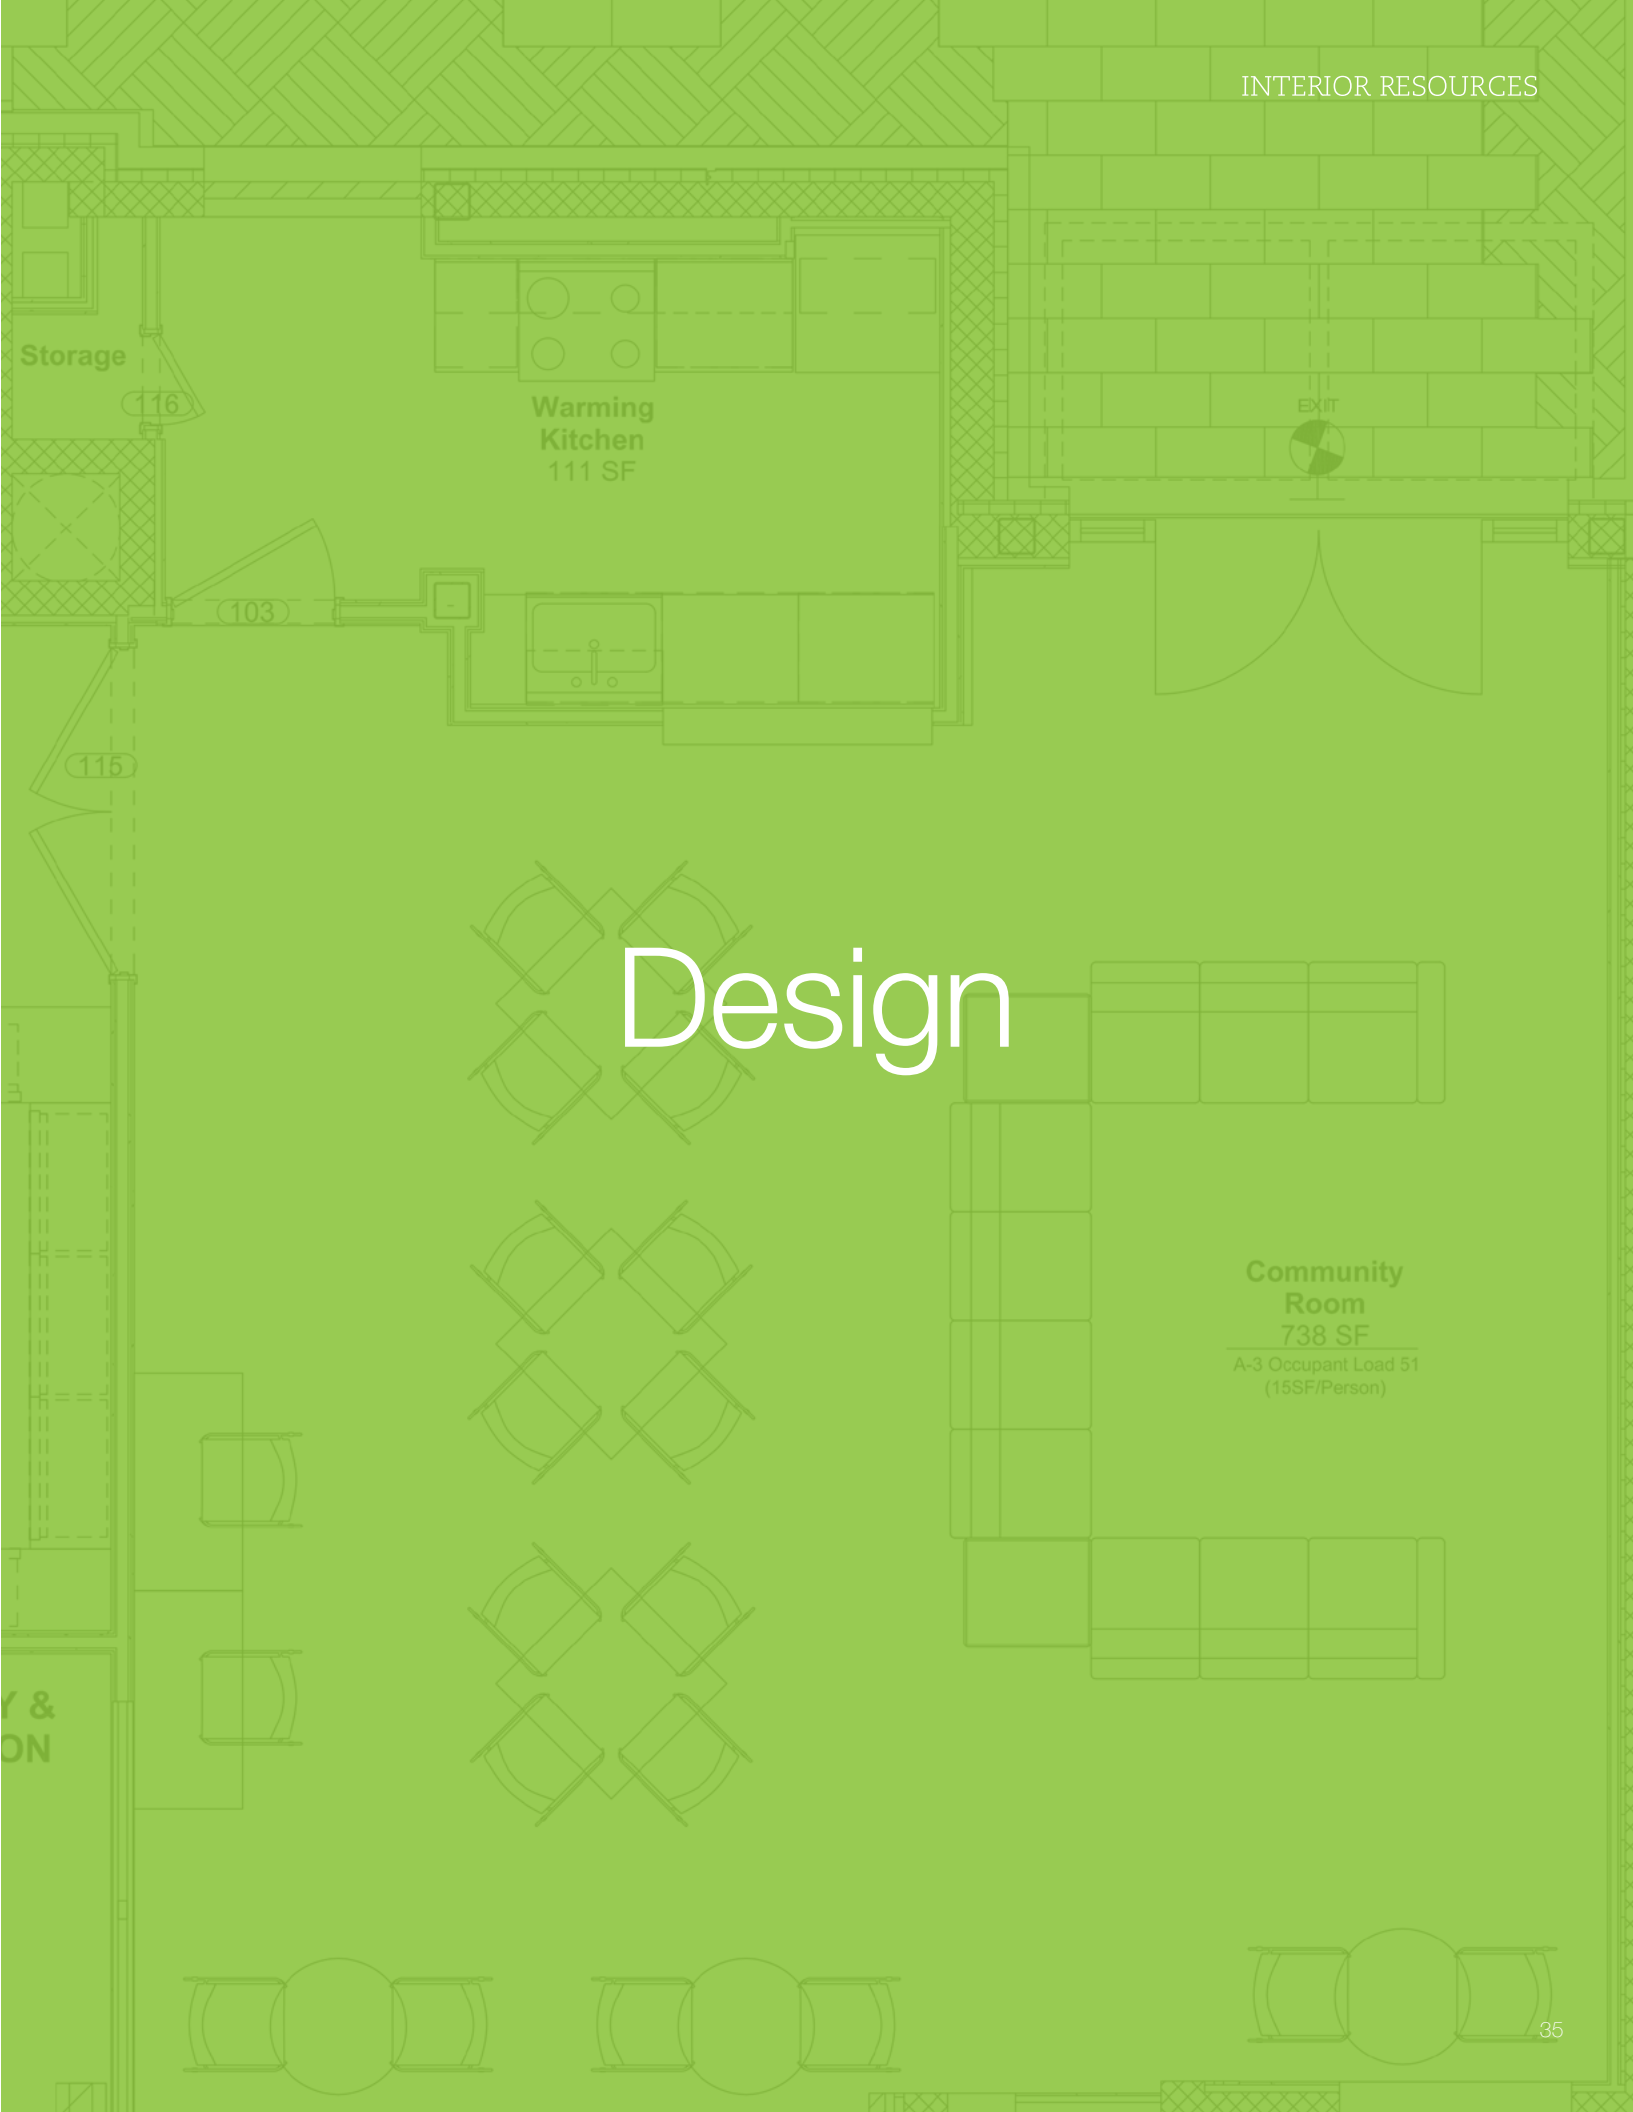 INTERIOR RESOURCES
Storage
116
Warming
Kitchen
111 SF
EXIT
103
115
Design
Community
Room
738 SF
A-3 Occupant Load 51
(15SF/Person)
Y &
ON
35